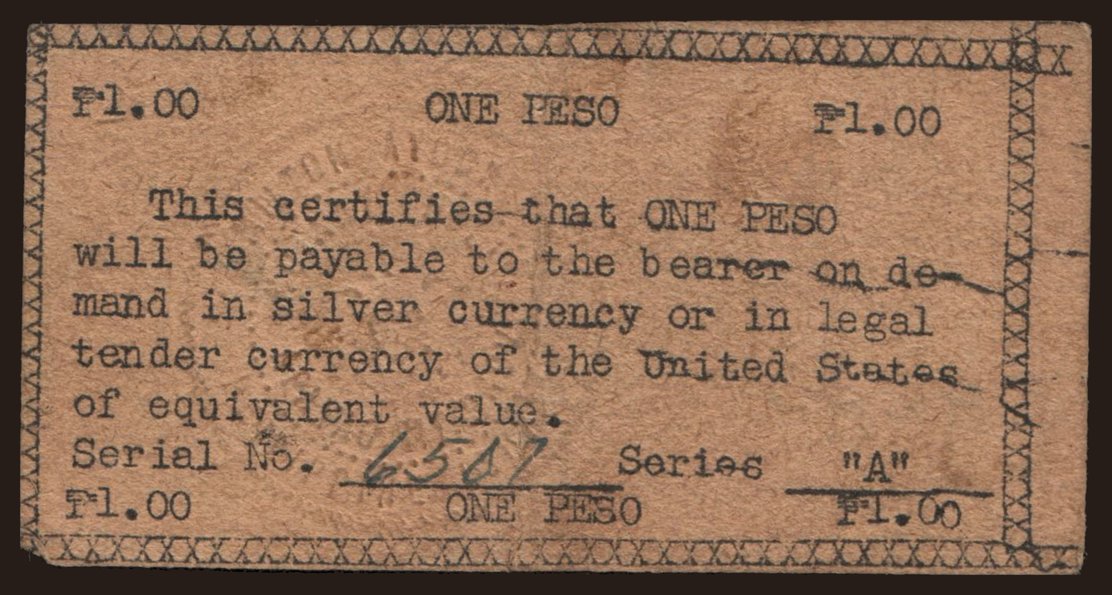 ₱1.00 ONE PESO ₱1.00
This certifies that ONE PESO
will be payable to the bearer on de-
mand in silver currency or in legal
tender currency of the United States
of equivalent value.
Serial No. 6587 Series "A"
₱1.00 ONE PESO ₱1.00